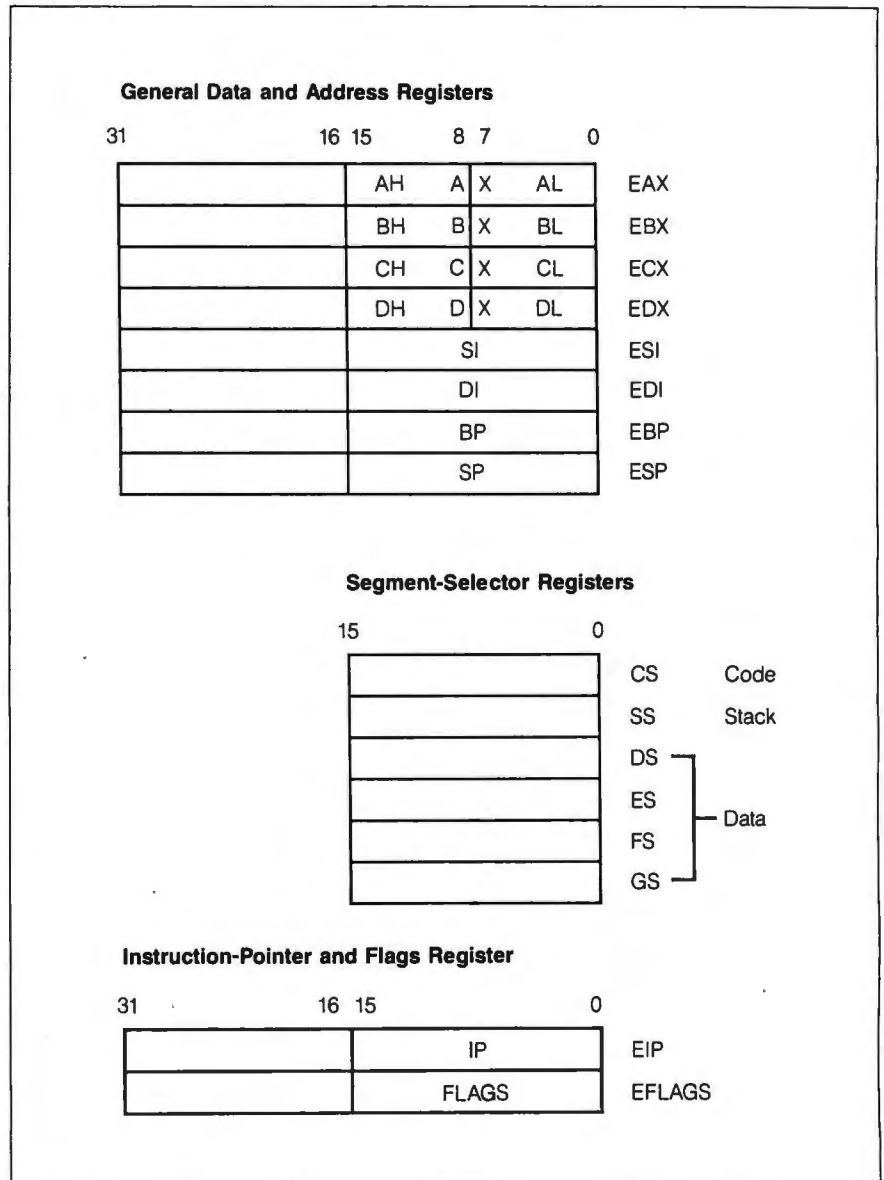 General Data and Address Registers
31 16 15 8 7 0
AH A X AL EAX
BH B X BL EBX
CH C X CL ECX
DH D X DL EDX
SI ESI
DI EDI
BP EBP
SP ESP
Segment-Selector Registers
15 0
CS Code
SS Stack
DS
ES
Data
FS
GS
Instruction-Pointer and Flags Register
31 16 15 0
IP EIP
FLAGS EFLAGS